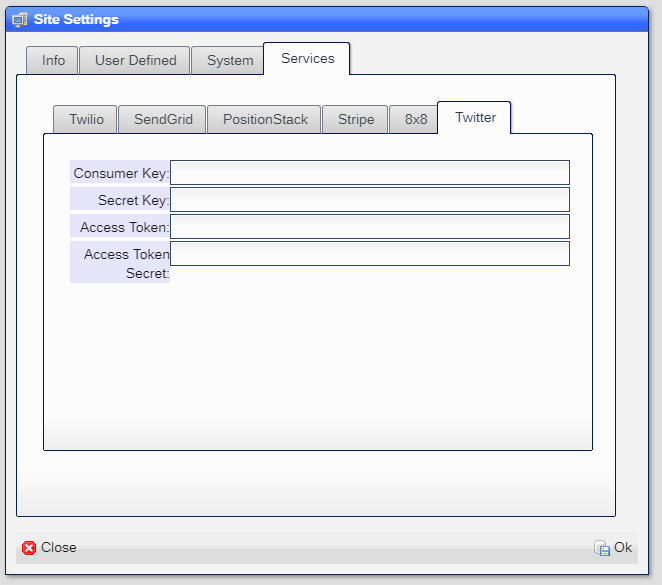 Site Settings
Info User Defined System Services
Twilio SendGrid PositionStack Stripe 8x8 Twitter
Consumer Key:
Secret Key:
Access Token:
Access Token
Secret:
Close Ok